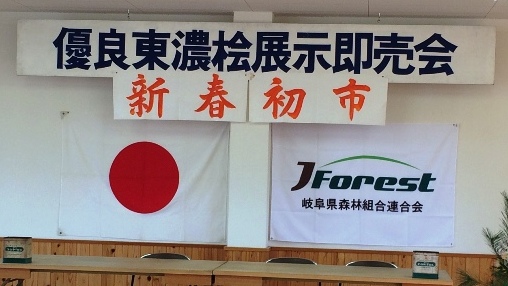 優良東濃桧展示即売会
新春初市
JForest
岐阜県森林組合連合会